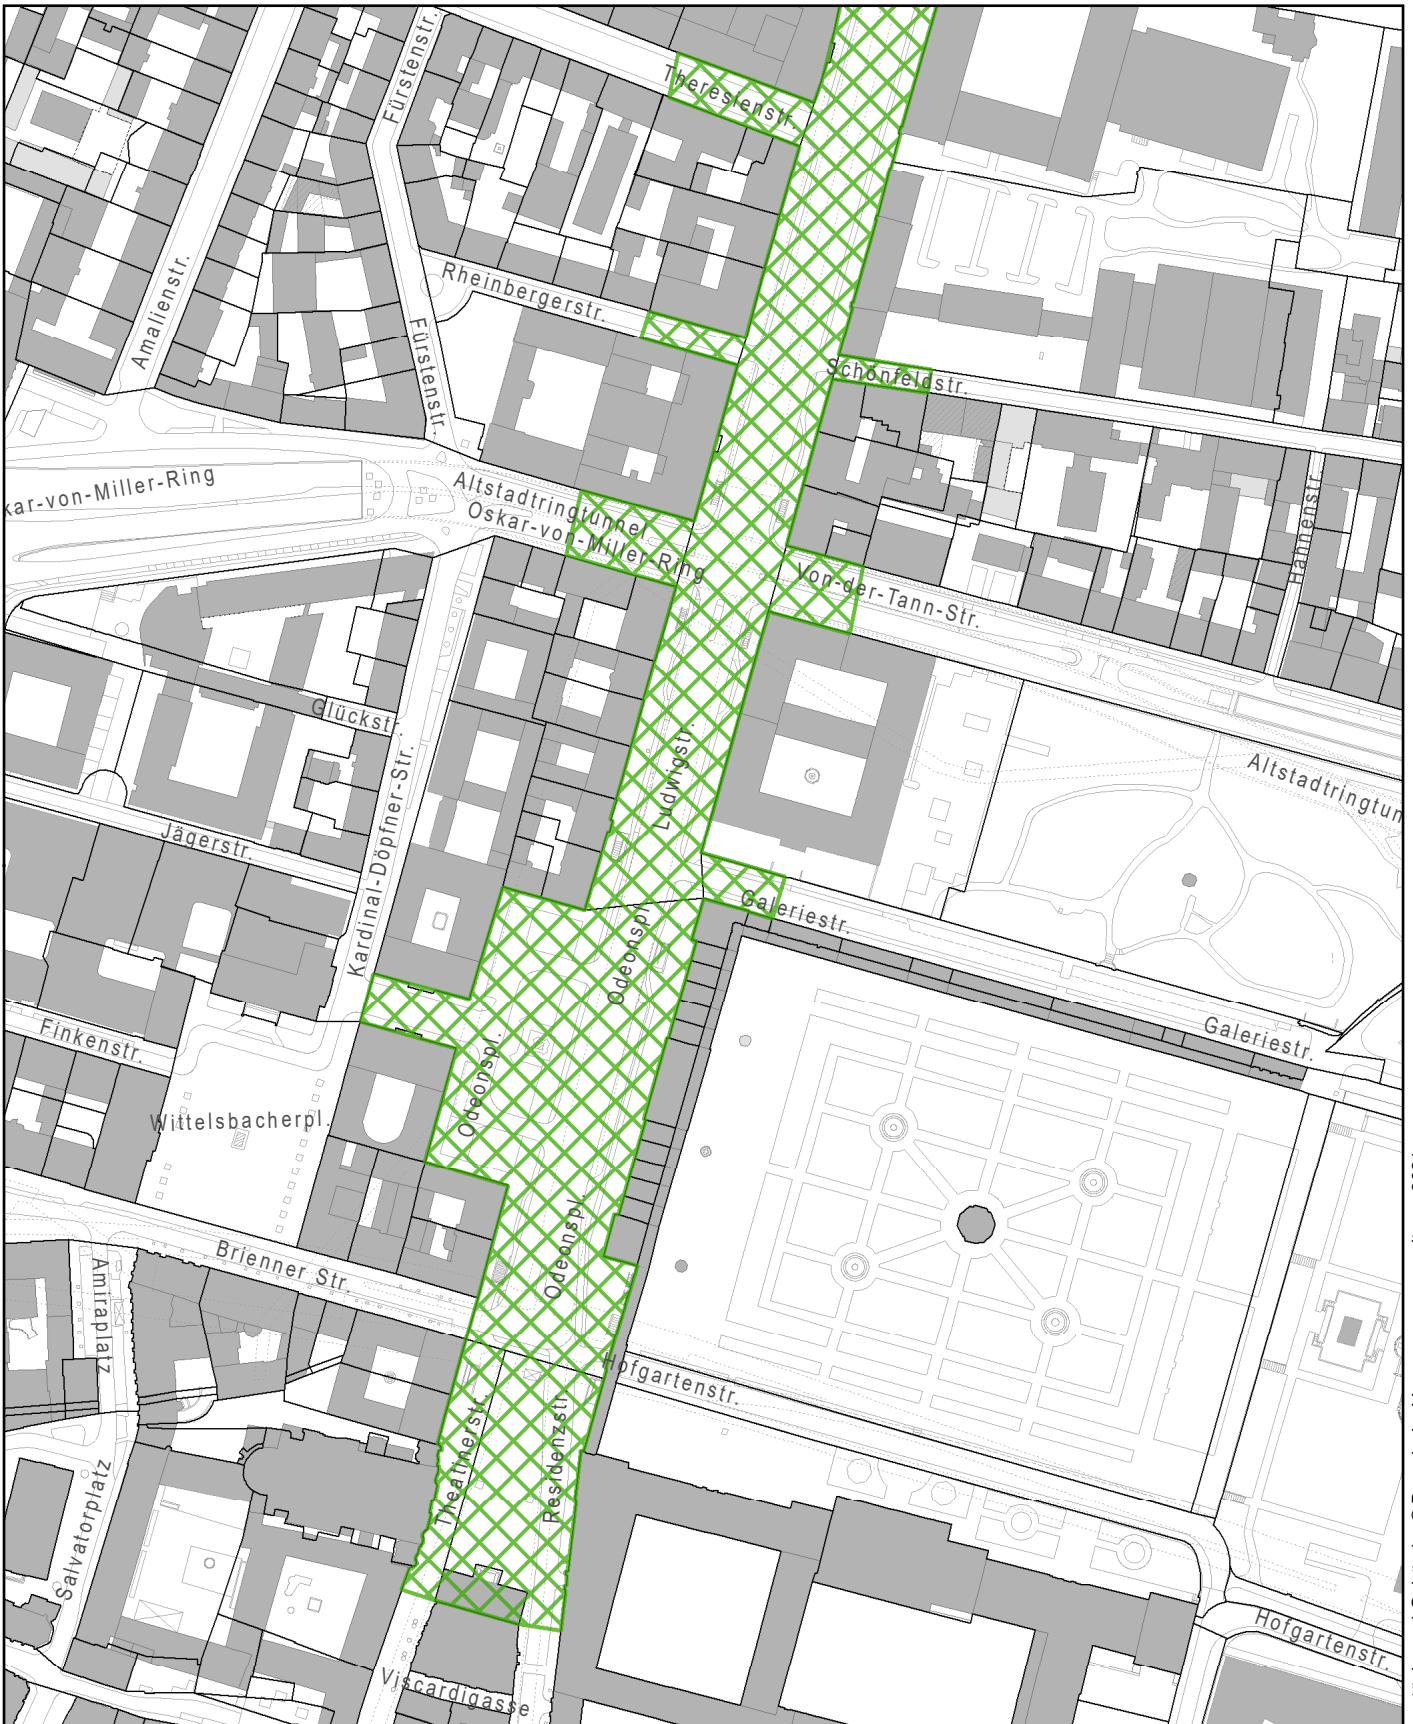 Fürstenstr.
Theresienstr.
Amalienstr.
Rheinbergerstr.
Fürstenstr.
Schönfeldstr.
kar-von-Miller-Ring
Altstadtringtunnel
Oskar-von-Miller-Ring
Von-der-Tann-Str.
Hahnenstr.
Glückstr.
Ludwigstr.
Altstadtringtun
Jägerstr.
Kardinal-Döpfner-Str.
Galeriestr.
Odeonspl.
Finkenstr.
Galeriestr.
Odeonspl.
Wittelsbacherpl.
Odeonspl.
Brienner Str.
Amiraplatz
Hofgartenstr.
Theatinerstr.
Residenzstr.
Salvatorplatz
Hofgartenstr.
Viscardigasse